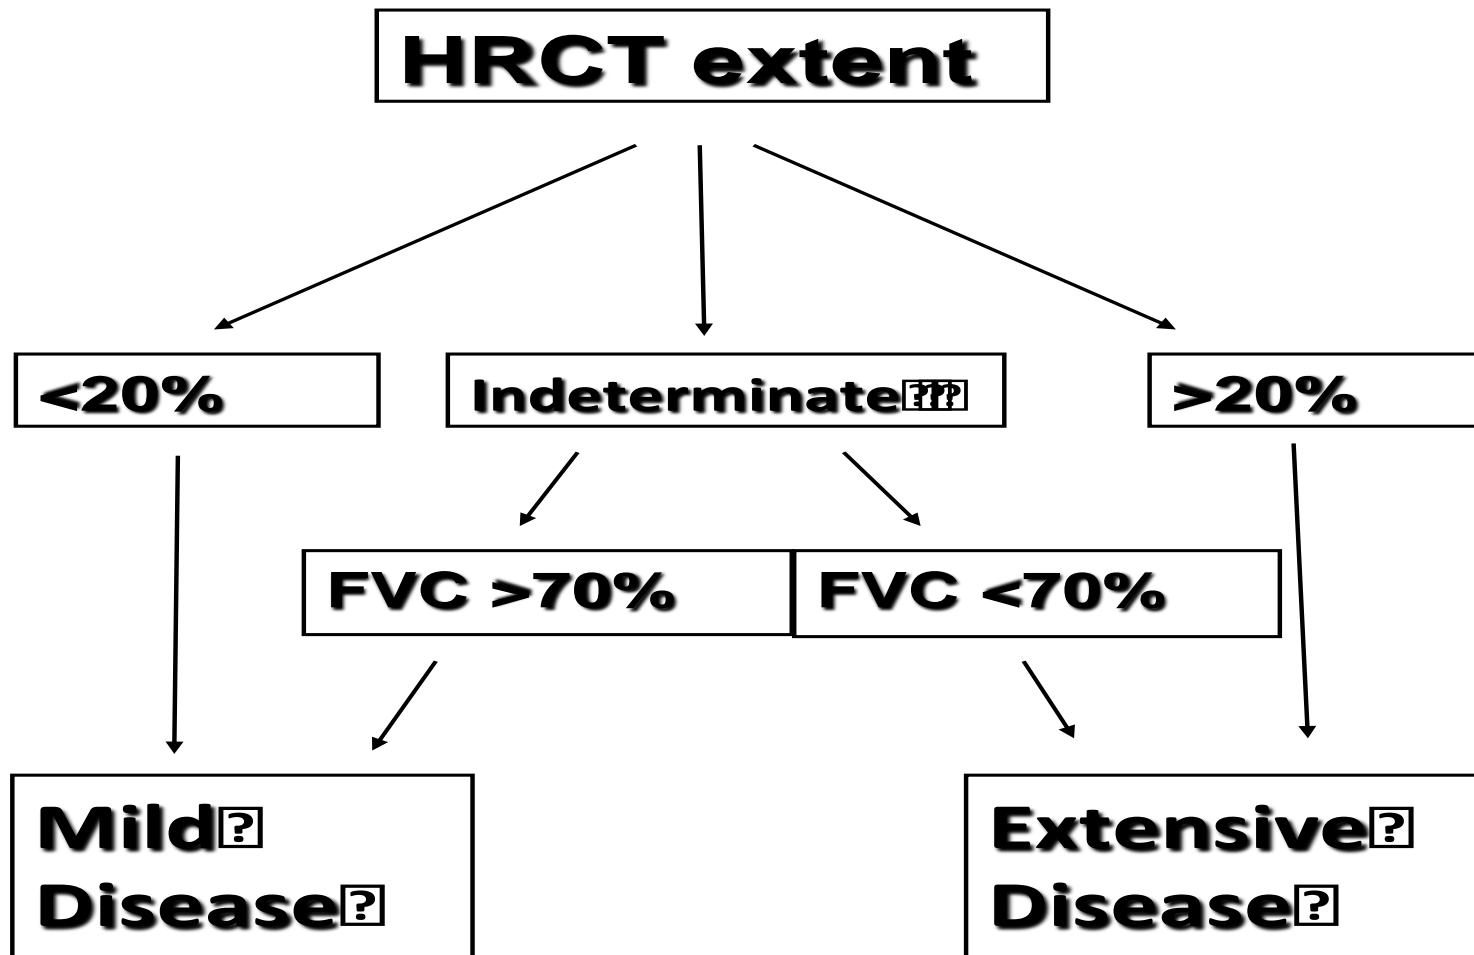 HRCT extent
<20%
Indeterminate
>20%
FVC >70%
FVC <70%
Mild
Disease
Extensive
Disease